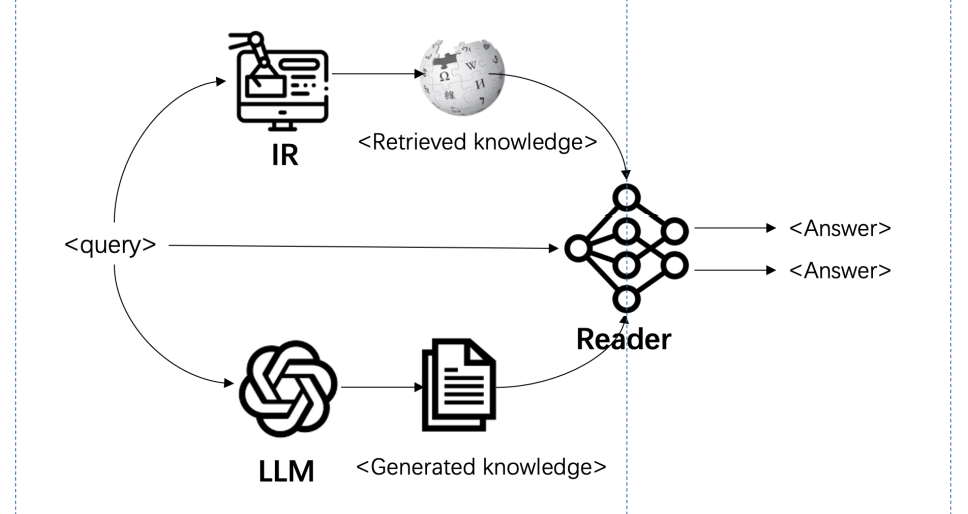 IR
<Retrieved knowledge>
<query>
<Answer>
<Answer>
Reader
LLM
<Generated knowledge>